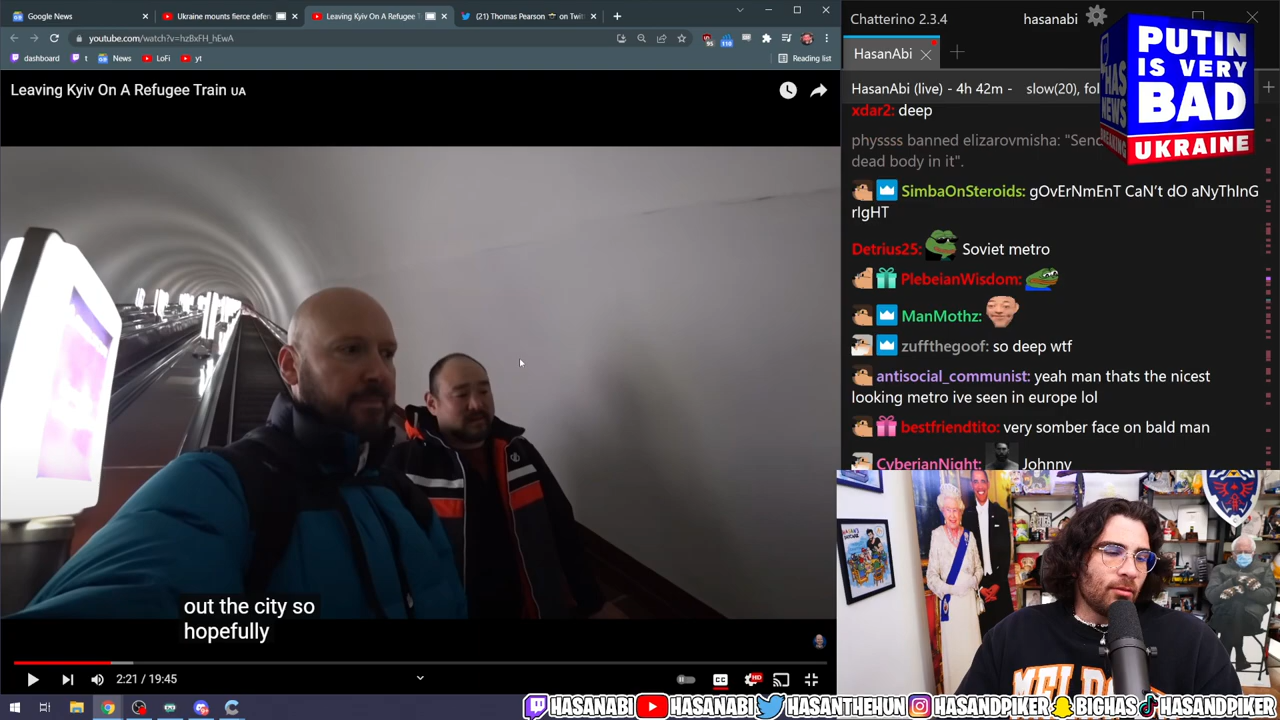 Google News
Ukraine mounts fierce defen
Leaving Kyiv On A Refugee T
(21) Thomas Pearson on Twit
youtube.com/watch?v=hzBxFH_hEwA
dashboard
t
News
LoFi
yt
Reading list
Leaving Kyiv On A Refugee Train UA
out the city so
hopefully
2:21 / 19:45
CC
HD
Chatterino 2.3.4
hasanabi
HasanAbi
HasanAbi (live) - 4h 42m -
slow(20), fol
xdar2: deep
physsss banned elizarovmisha: "Senc
dead body in it".
SimbaOnSteroids: gOvErNmEnT CaN't dO aNyThInG
rIgHT
Detrius25: Soviet metro
PlebeianWisdom:
ManMothz:
zuffthegoof: so deep wtf
antisocial_communist: yeah man thats the nicest
looking metro ive seen in europe lol
bestfriendtito: very somber face on bald man
CyberianNight: Johnny
PUTIN
IS VERY
BAD
UKRAINE
HAS
NEWS
BREAKING
HASANABI HASANABI HASANTHEHUN HASANDPIKER BIGHAS HASANDPIKER